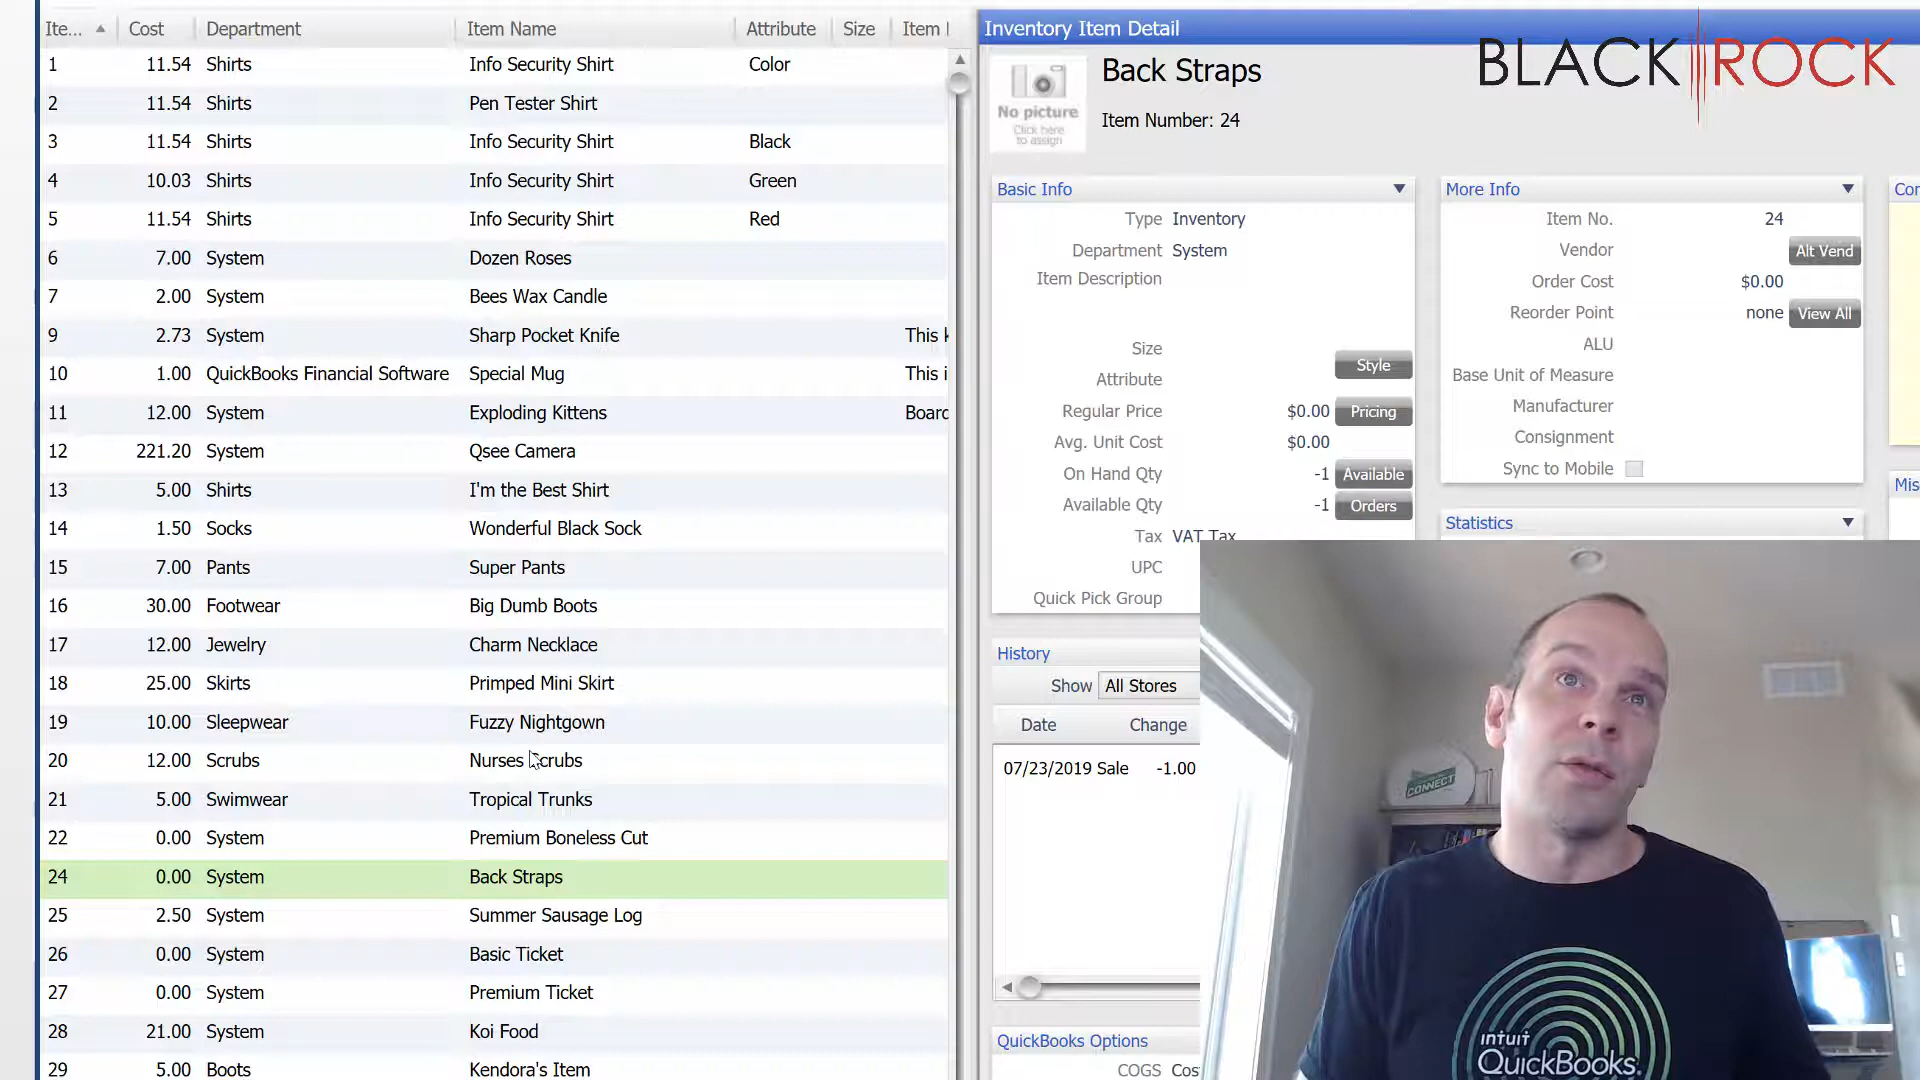 Ite... Cost Department Item Name Attribute Size Item
1 11.54 Shirts Info Security Shirt Color
2 11.54 Shirts Pen Tester Shirt
3 11.54 Shirts Info Security Shirt Black
4 10.03 Shirts Info Security Shirt Green
5 11.54 Shirts Info Security Shirt Red
6 7.00 System Dozen Roses
7 2.00 System Bees Wax Candle
9 2.73 System Sharp Pocket Knife This
10 1.00 QuickBooks Financial Software Special Mug This i
11 12.00 System Exploding Kittens Board
12 221.20 System Qsee Camera
13 5.00 Shirts I'm the Best Shirt
14 1.50 Socks Wonderful Black Sock
15 7.00 Pants Super Pants
16 30.00 Footwear Big Dumb Boots
17 12.00 Jewelry Charm Necklace
18 25.00 Skirts Primped Mini Skirt
19 10.00 Sleepwear Fuzzy Nightgown
20 12.00 Scrubs Nurses Scrubs
21 5.00 Swimwear Tropical Trunks
22 0.00 System Premium Boneless Cut
24 0.00 System Back Straps
25 2.50 System Summer Sausage Log
26 0.00 System Basic Ticket
27 0.00 System Premium Ticket
28 21.00 System Koi Food
29 5.00 Boots Kendora's Item
Inventory Item Detail
BLACK ROCK
No picture
Click here
to assign
Back Straps
Item Number: 24
Basic Info
Type Inventory
Department System
Item Description
Size
Style
Attribute
Regular Price $0.00 Pricing
Avg. Unit Cost $0.00
On Hand Qty -1 Available
Available Qty -1 Orders
Tax VAT Tax
UPC
Quick Pick Group
More Info
Item No. 24
Vendor Alt Vend
Order Cost $0.00
Reorder Point none View All
ALU
Base Unit of Measure
Manufacturer
Consignment
Sync to Mobile
Statistics
Cor
Mis
History
Show All Stores
Date Change
07/23/2019 Sale -1.00
QuickBooks Options
COGS Cos
CONNECT
intuit
QuickBooks.